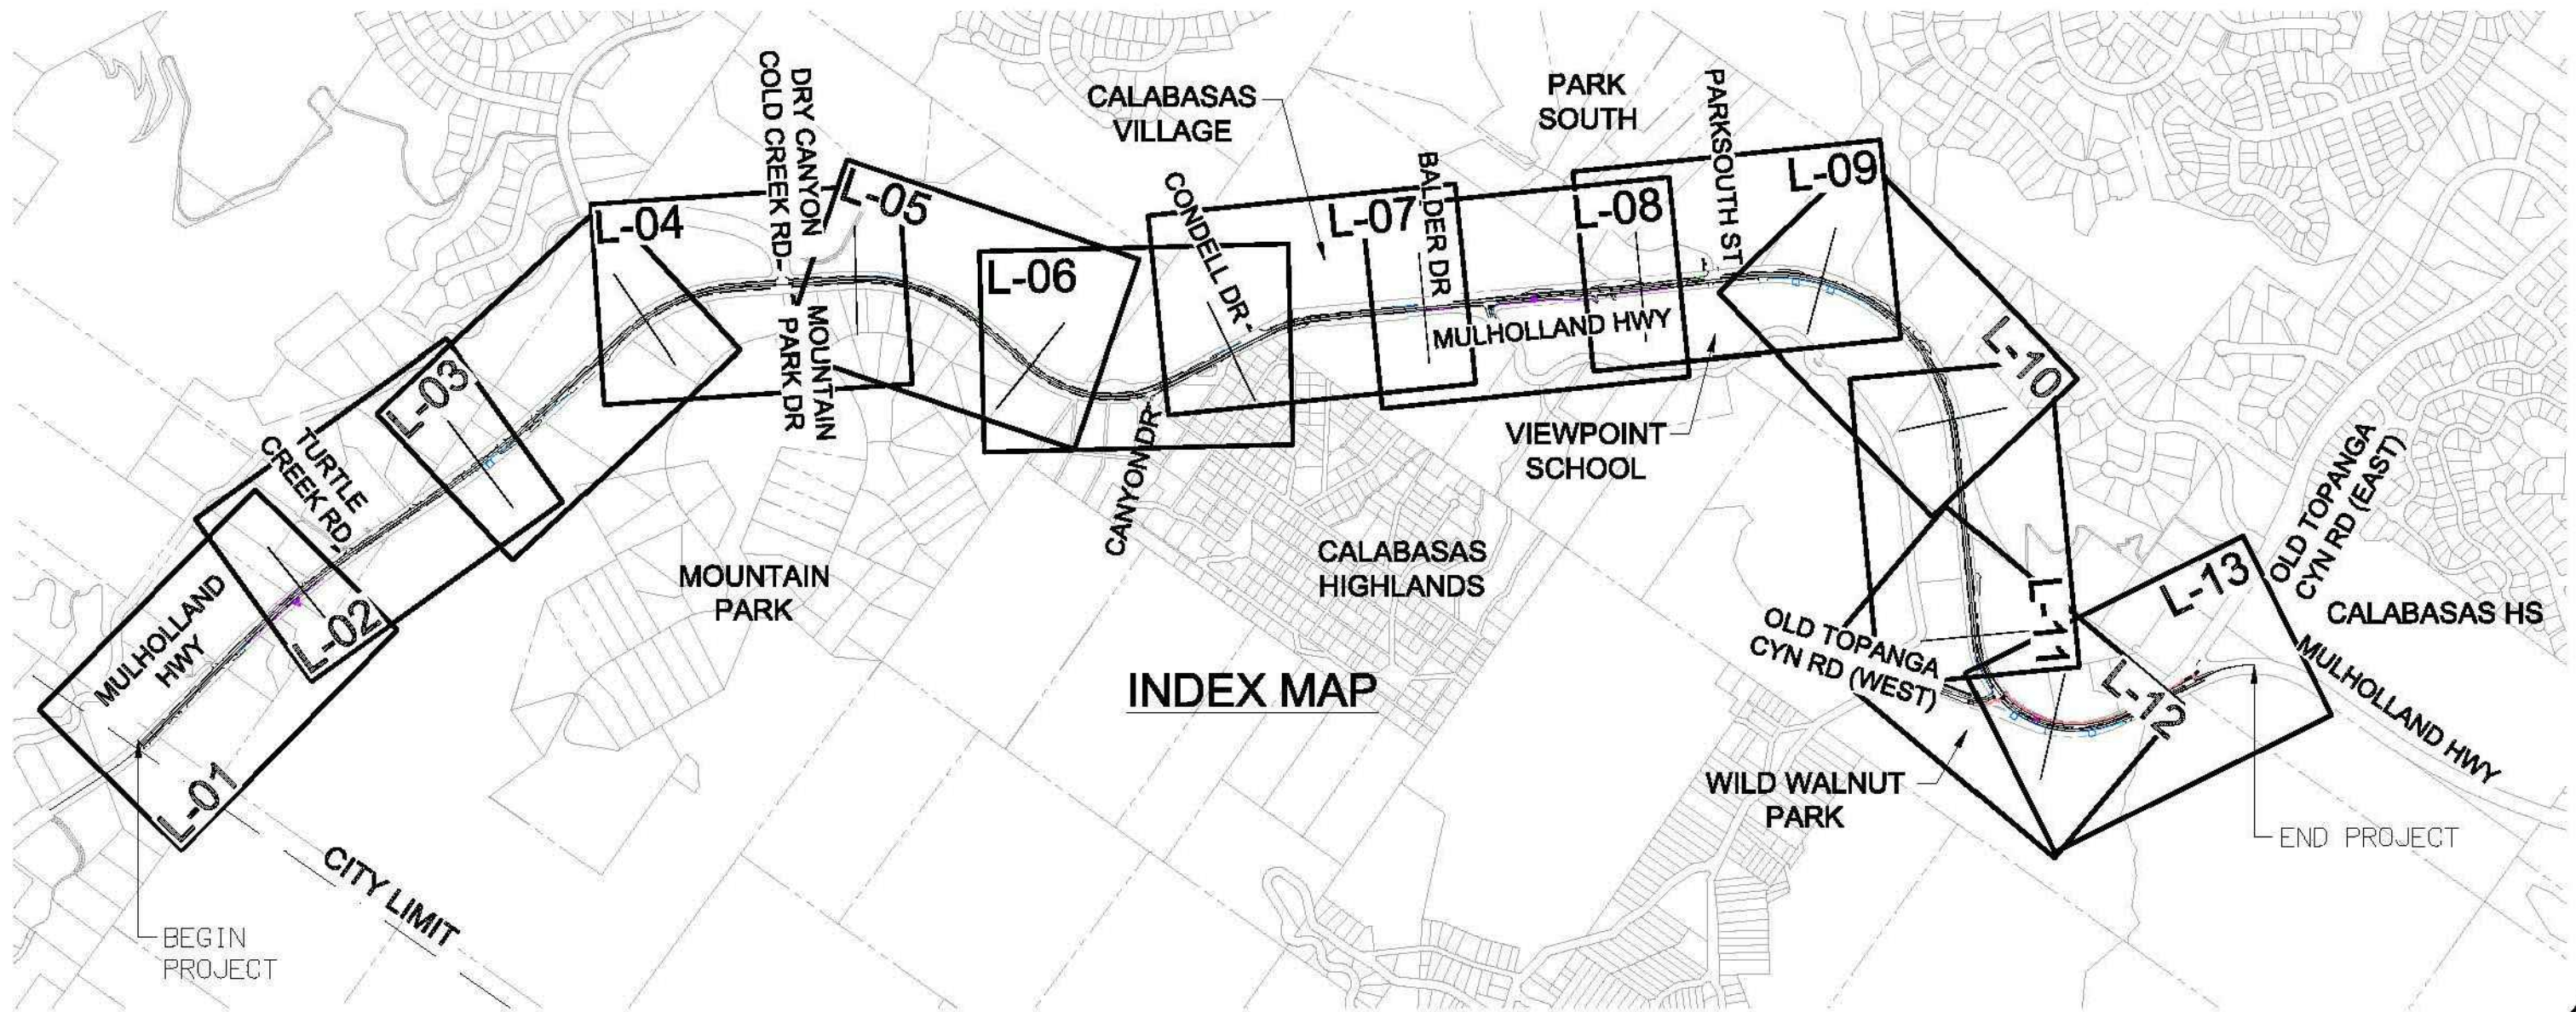 DRY CANYON
COLD CREEK RD
L-04
L-05
CALABASAS
VILLAGE
PARK
SOUTH
PARKSOUTH ST
L-09
CONDELL DR
L-07
BALDER DR
L-08
L-06
MULHOLLAND HWY
MOUNTAIN
PARK DR
L-03
L-10
TURTLE
CREEK RD
VIEWPOINT
SCHOOL
CANYON DR
OLD TOPANGA
CYN RD (EAST)
MULHOLLAND
HWY
L-02
MOUNTAIN
PARK
CALABASAS
HIGHLANDS
L-11
L-13
CALABASAS HS
OLD TOPANGA
CYN RD (WEST)
L-12
MULHOLLAND HWY
INDEX MAP
L-01
WILD WALNUT
PARK
END PROJECT
CITY LIMIT
BEGIN
PROJECT